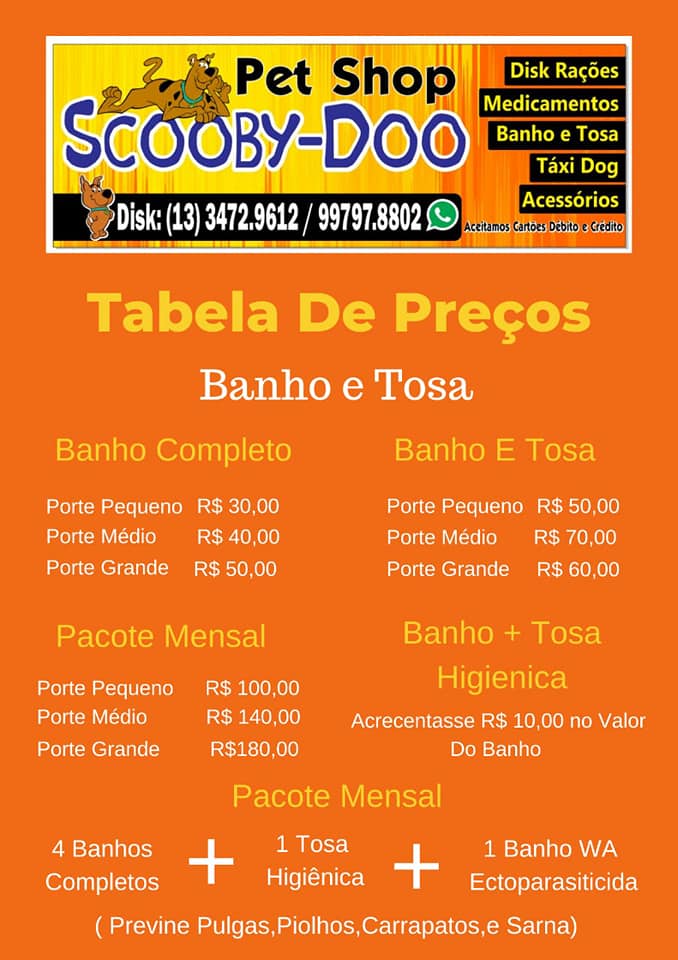 Pet Shop
SCOOBY-DOO
Disk Rações
Medicamentos
Banho e Tosa
Táxi Dog
Acessórios
Disk: (13) 3472.9612 / 99797.8802
Aceitamos Cartões Débito e Crédito
Tabela De Preços
Banho e Tosa
Banho Completo
Porte Pequeno R$ 30,00
Porte Médio R$ 40,00
Porte Grande R$ 50,00
Banho E Tosa
Porte Pequeno R$ 50,00
Porte Médio R$ 70,00
Porte Grande R$ 60,00
Pacote Mensal
Porte Pequeno R$ 100,00
Porte Médio R$ 140,00
Porte Grande R$180,00
Banho + Tosa
Higienica
Acrecentasse R$ 10,00 no Valor
Do Banho
Pacote Mensal
4 Banhos
Completos
+
1 Tosa
Higiênica
+
1 Banho WA
Ectoparasiticida
( Previne Pulgas,Piolhos,Carrapatos,e Sarna)